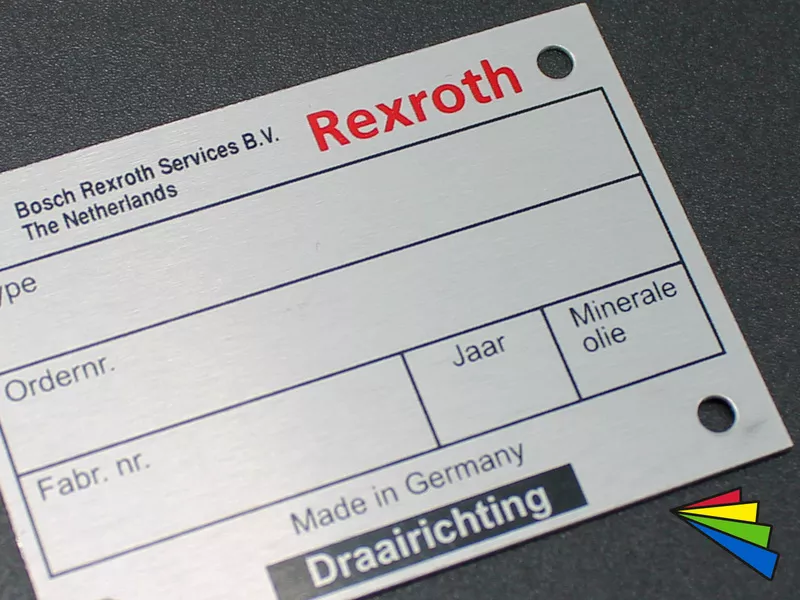 Rexroth
Bosch Rexroth Services B.V.
The Netherlands
ype
Ordernr.
Fabr. nr.
Jaar
Minerale
olie
Made in Germany
Draairichting